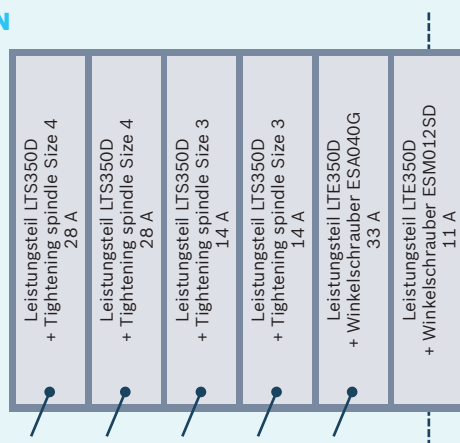 N
Leistungsteil LTS350D
+ Tightening spindle Size 4
28 A
Leistungsteil LTS350D
+ Tightening spindle Size 4
28 A
Leistungsteil LTS350D
+ Tightening spindle Size 3
14 A
Leistungsteil LTS350D
+ Tightening spindle Size 3
14 A
Leistungsteil LTE350D
+ Winkelschrauber ESA040G
33 A
Leistungsteil LTE350D
+ Winkelschrauber ESM012SD
11 A